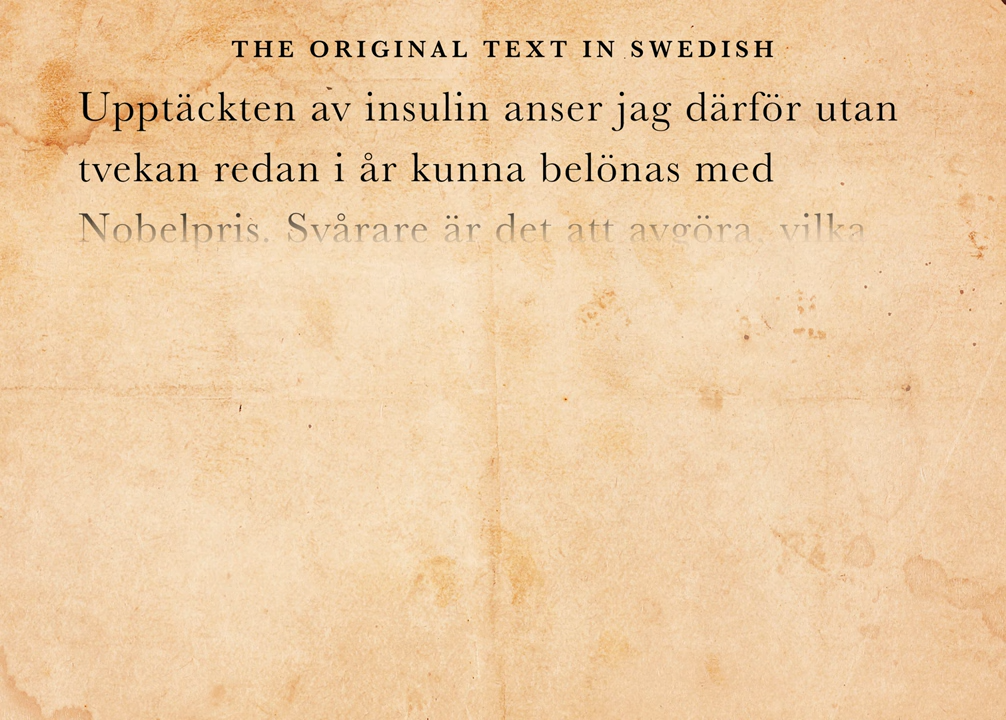 THE ORIGINAL TEXT IN SWEDISH
Upptäckten av insulin anser jag därför utan
tvekan redan i år kunna belönas med
Nobelpris. Svårare är det att avgöra, vilka